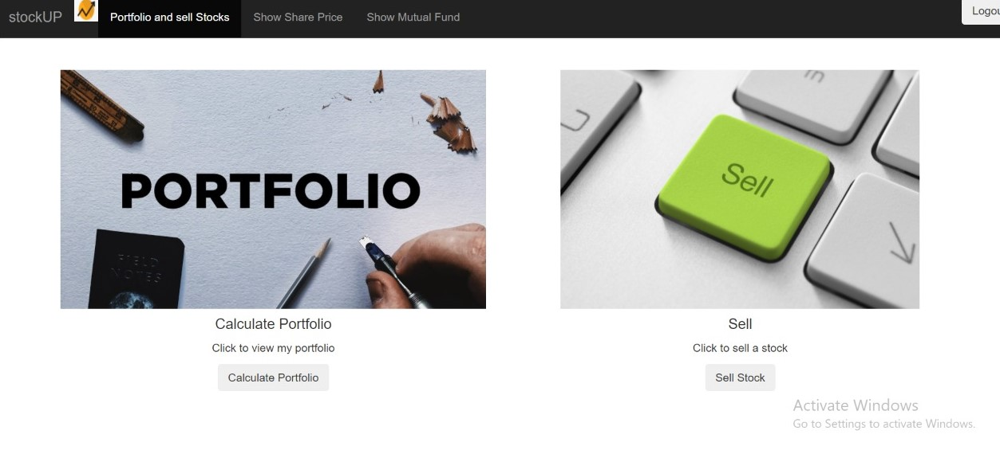 stockUP
Portfolio and sell Stocks
Show Share Price
Show Mutual Fund
Logou
PORTFOLIO
FIELD
NOTES
in
Sell
Calculate Portfolio
Click to view my portfolio
Calculate Portfolio
Sell
Click to sell a stock
Sell Stock
Activate Windows
Go to Settings to activate Windows.